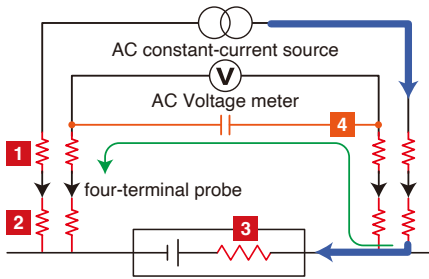 AC constant-current source
V
AC Voltage meter
4
1
four-terminal probe
2
3